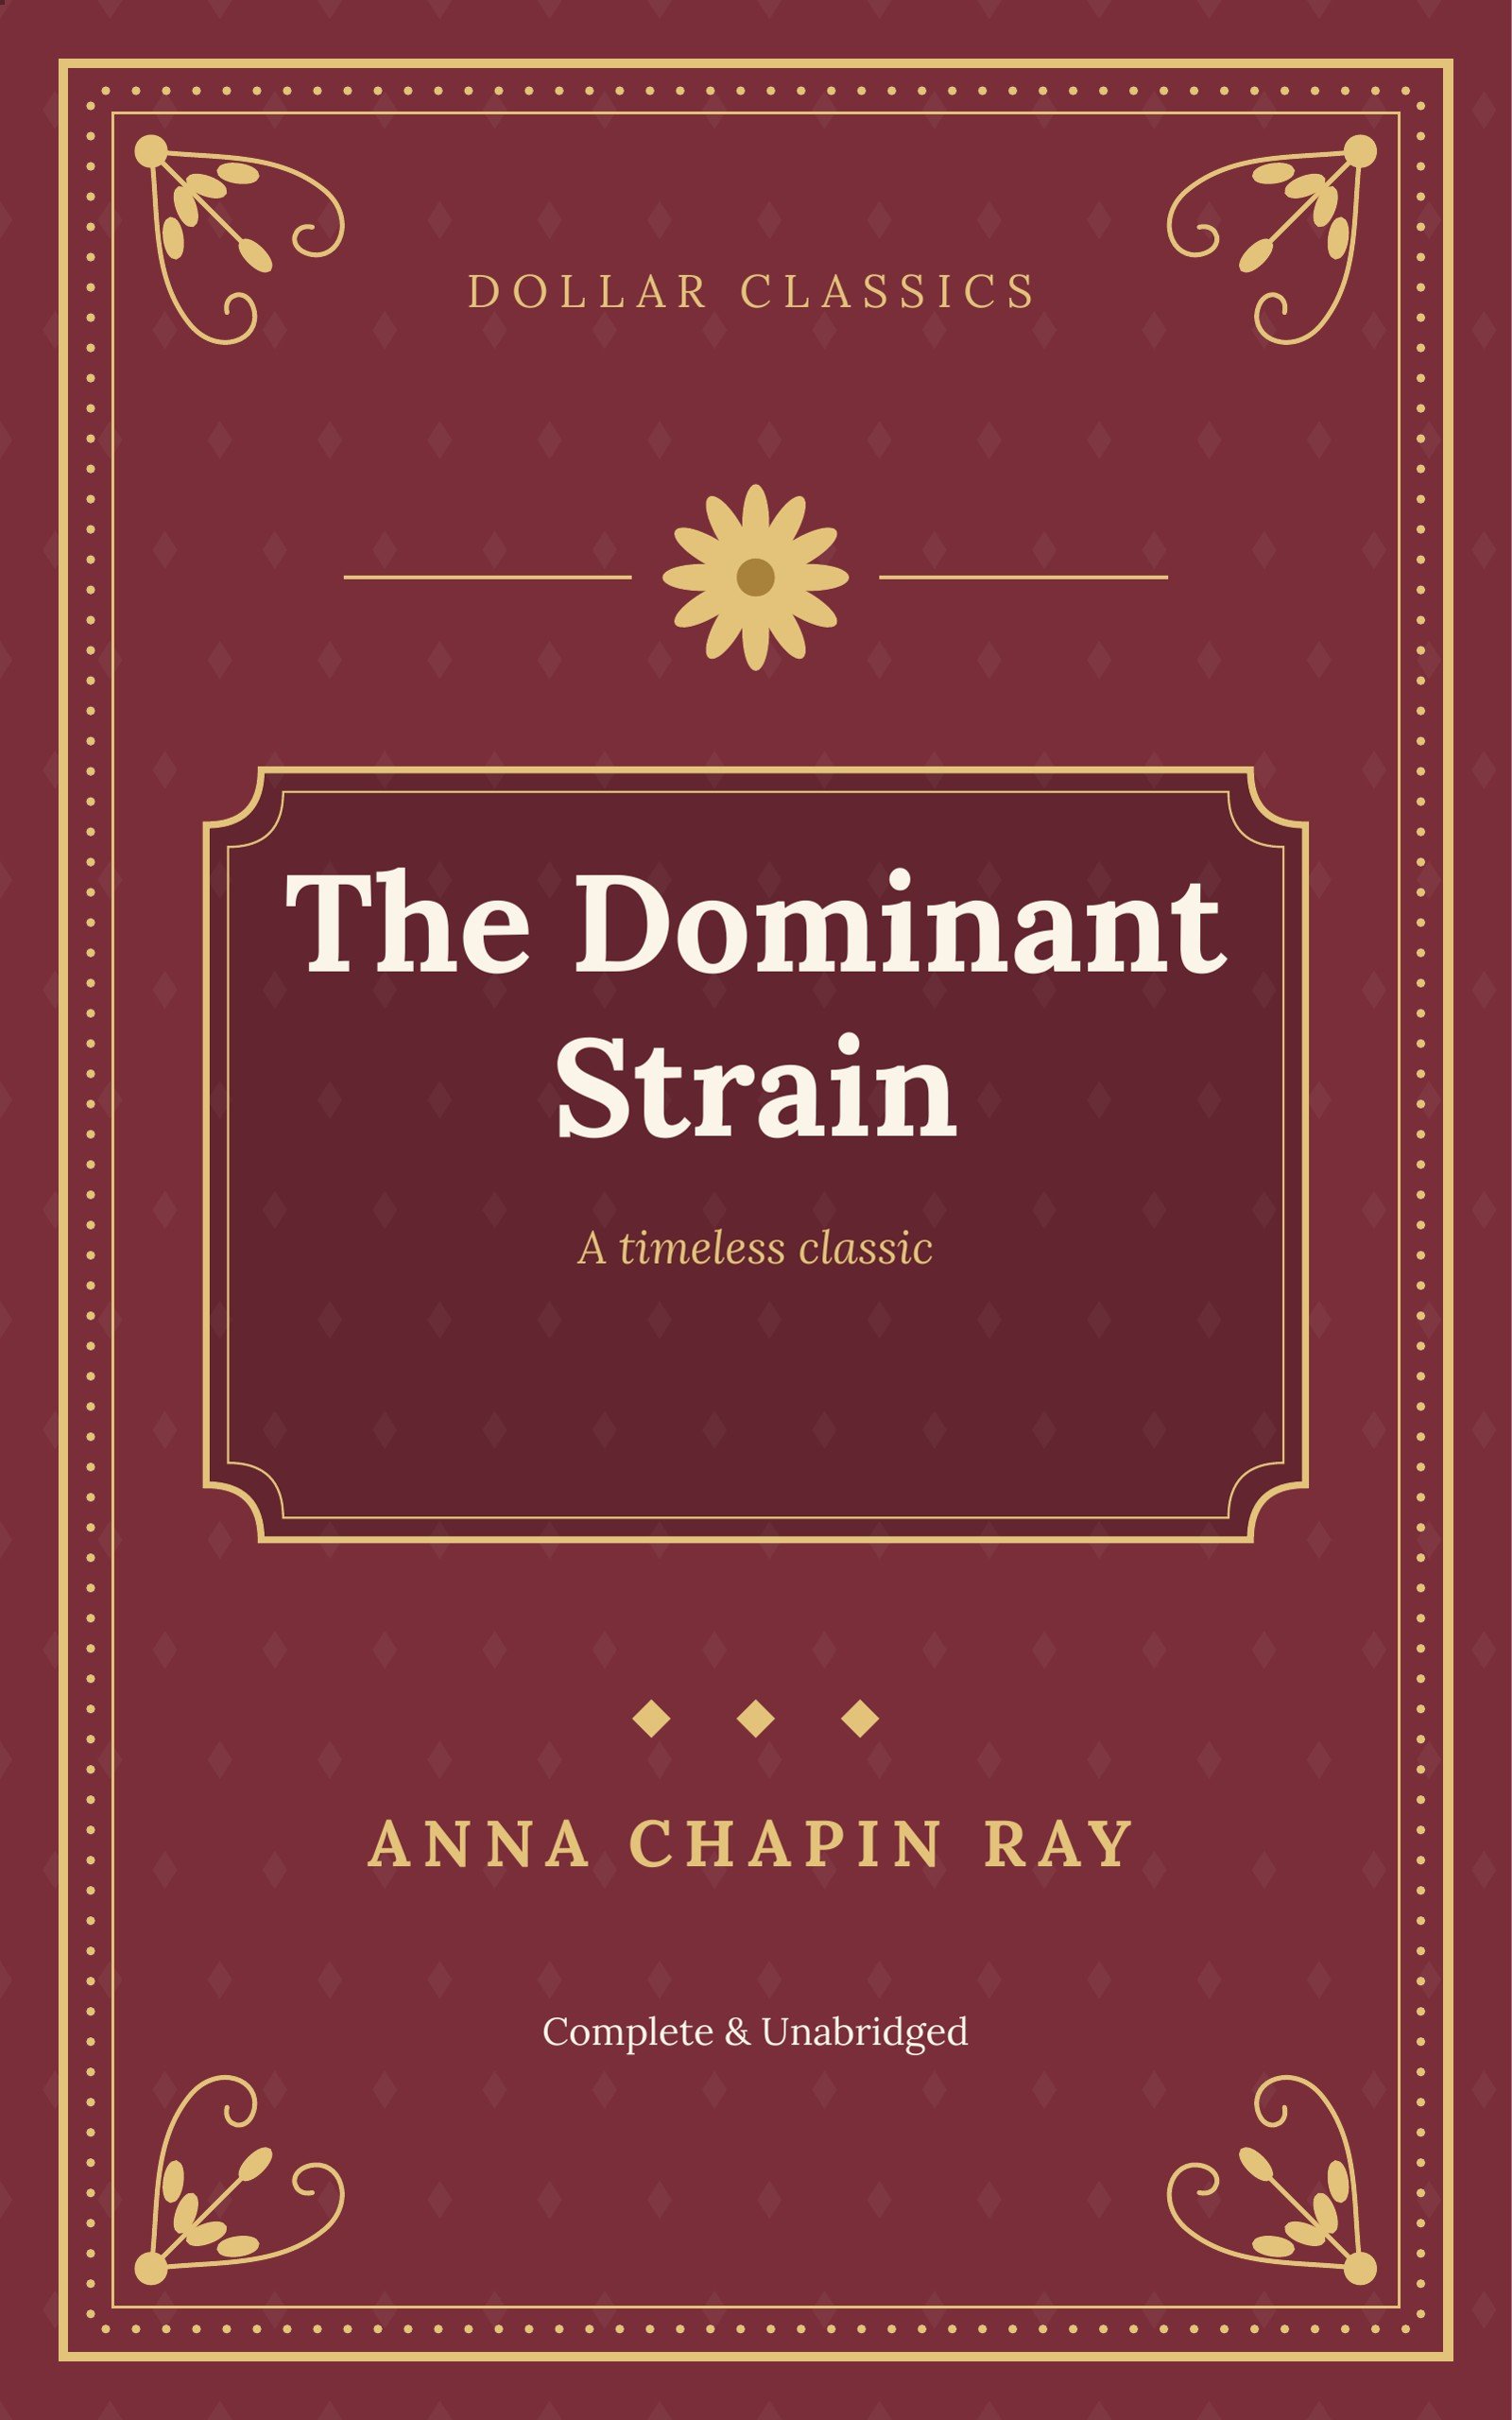 DOLLAR CLASSICS
The Dominant
Strain
A timeless classic
ANNA CHAPIN RAY
Complete & Unabridged